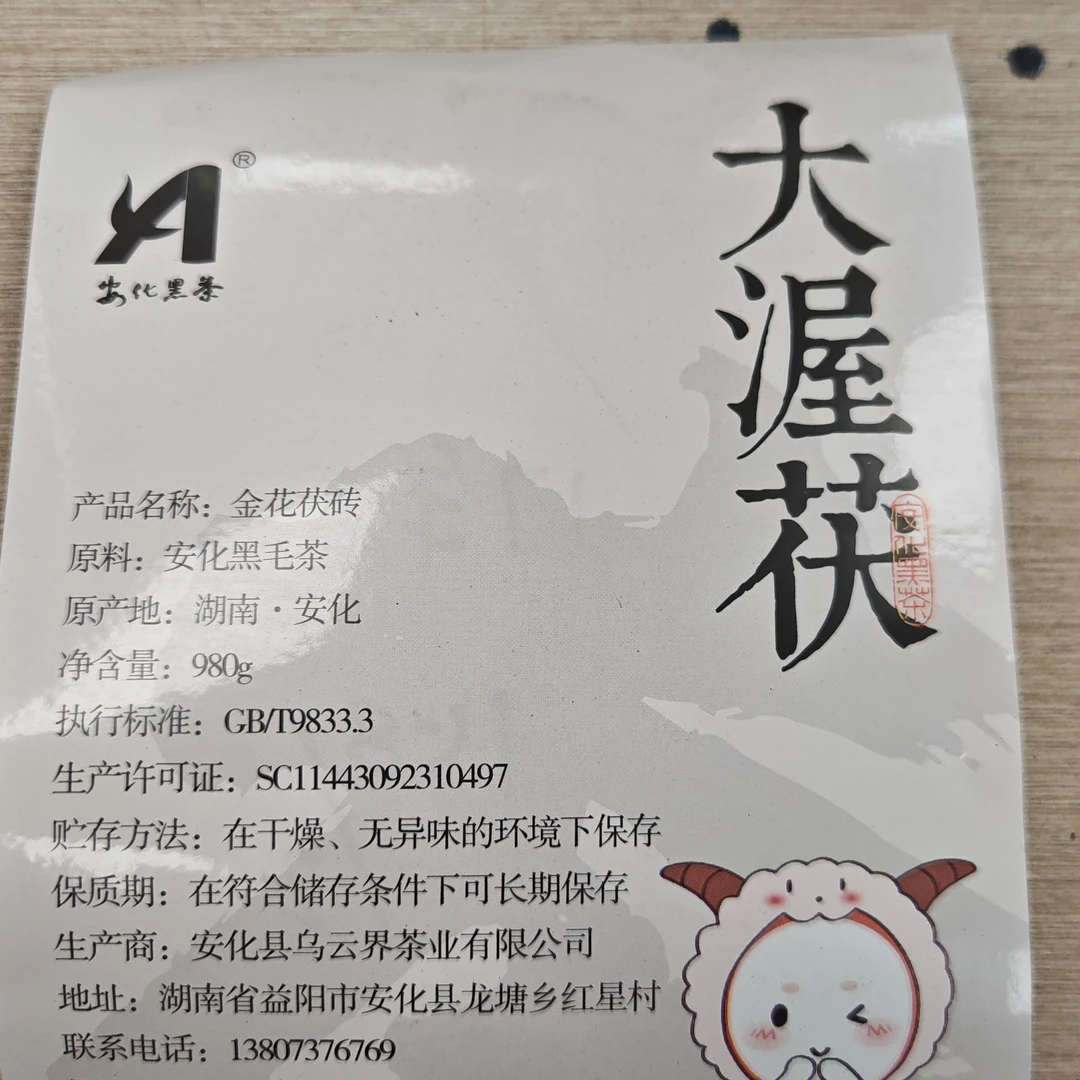 ®
安化黑茶
大渥茯
安化黑茶
产品名称：金花茯砖
原料：安化黑毛茶
原产地：湖南·安化
净含量：980g
执行标准：GB/T9833.3
生产许可证：SC11443092310497
贮存方法：在干燥、无异味的环境下保存
保质期：在符合储存条件下可长期保存
生产商：安化县乌云界茶业有限公司
地址：湖南省益阳市安化县龙塘乡红星村
联系电话：13807376769